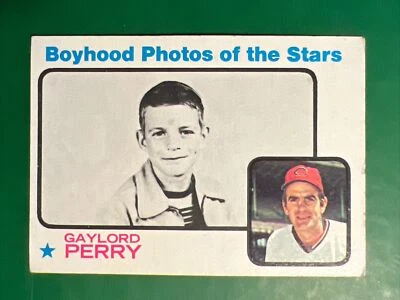 Boyhood Photos of the Stars
GAYLORD
PERRY